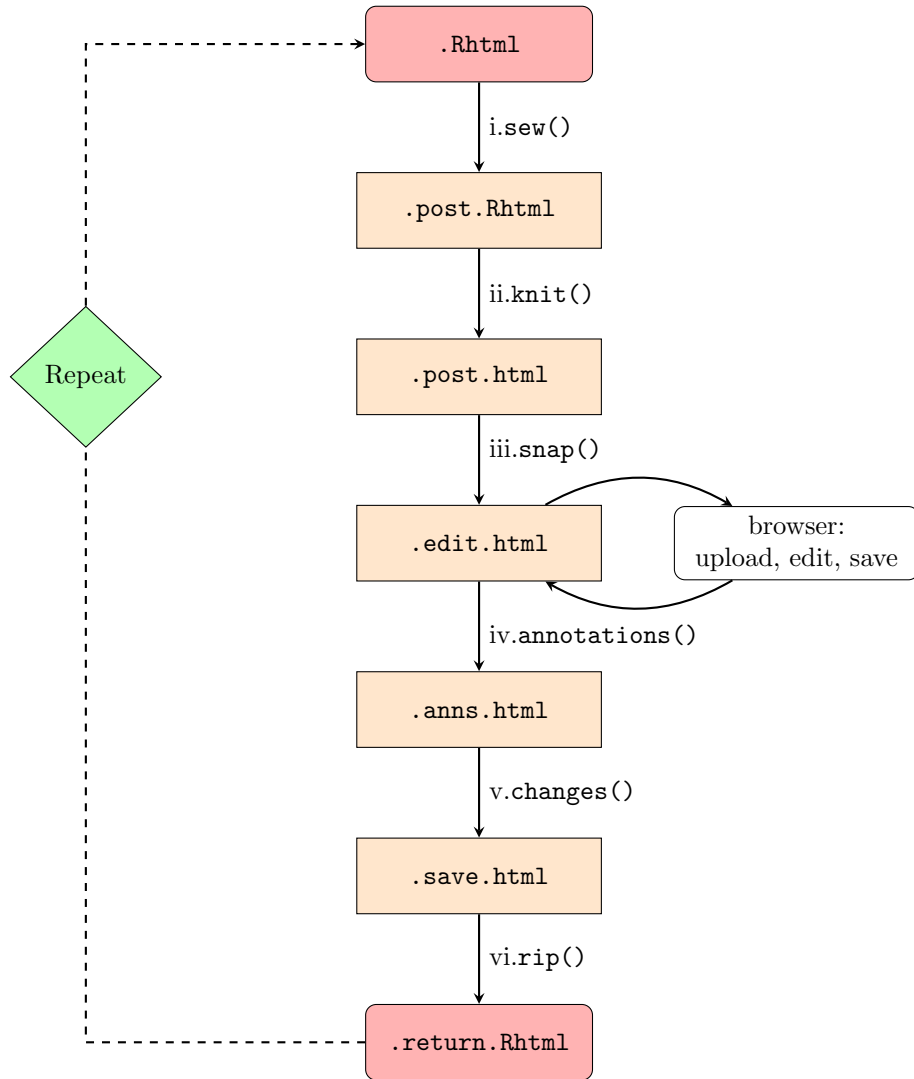 .Rhtml
i.sew()
.post.Rhtml
ii.knit()
Repeat
.post.html
iii.snap()
.edit.html
browser:
upload, edit, save
iv.annotations()
.anns.html
v.changes()
.save.html
vi.rip()
.return.Rhtml